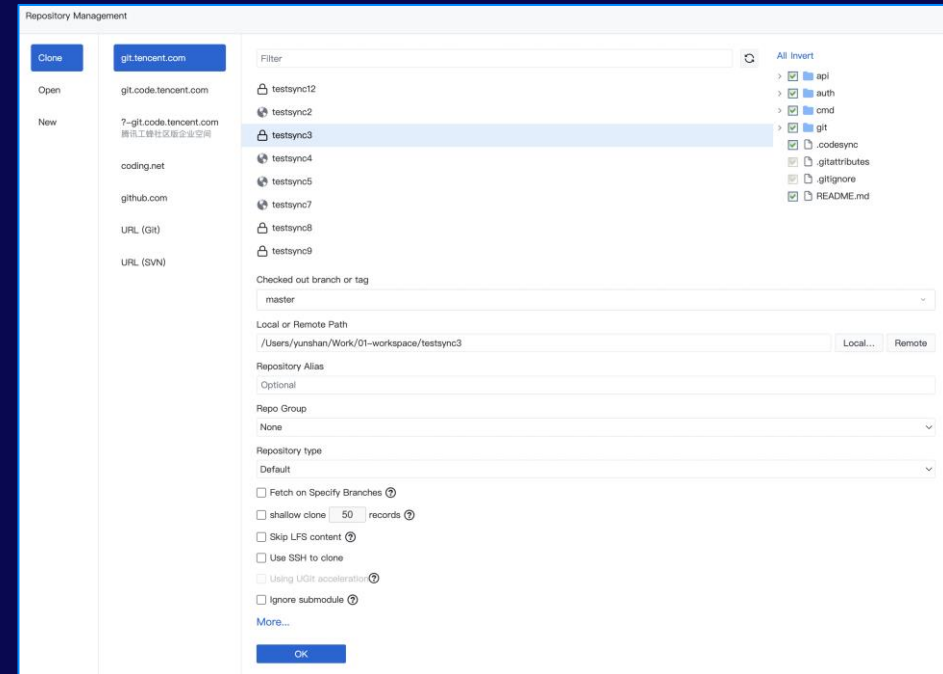 Repository Management
Clone
Open
New
git.tencent.com
git.code.tencent.com
?-git.code.tencent.com
腾讯工蜂社区版企业空间
coding.net
github.com
URL (Git)
URL (SVN)
Filter
testsync12
testsync2
testsync3
testsync4
testsync5
testsync7
testsync8
testsync9
All Invert
api
auth
cmd
git
.codesync
.gitattributes
.gitignore
README.md
Checked out branch or tag
master
Local or Remote Path
/Users/yunshan/Work/01-workspace/testsync3
Local... Remote
Repository Alias
Optional
Repo Group
None
Repository type
Default
Fetch on Specify Branches ?
shallow clone 50 records ?
Skip LFS content ?
Use SSH to clone
Using UGit acceleration ?
Ignore submodule ?
More...
OK